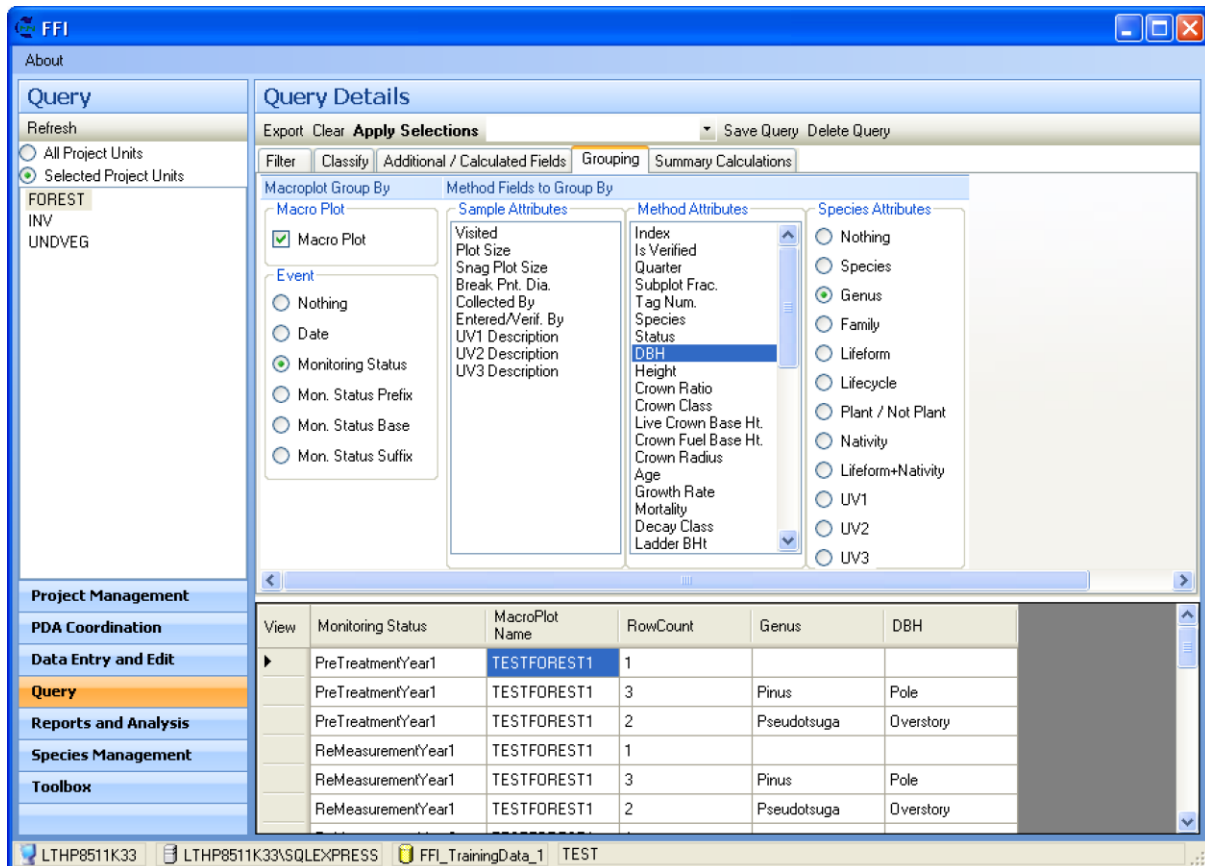 FFI
About
Query
Refresh
All Project Units
Selected Project Units
FOREST
INV
UNDVEG
Project Management
PDA Coordination
Data Entry and Edit
Query
Reports and Analysis
Species Management
Toolbox
Query Details
Export Clear Apply Selections Save Query Delete Query
Filter Classify Additional / Calculated Fields Grouping Summary Calculations
Macroplot Group By Method Fields to Group By
Macro Plot
Macro Plot
Event
Nothing
Date
Monitoring Status
Mon. Status Prefix
Mon. Status Base
Mon. Status Suffix
Sample Attributes
Visited
Plot Size
Snag Plot Size
Break Pnt. Dia.
Collected By
Entered/Verif. By
UV1 Description
UV2 Description
UV3 Description
Method Attributes
Index
Is Verified
Quarter
Subplot Frac.
Tag Num.
Species
Status
DBH
Height
Crown Ratio
Crown Class
Live Crown Base Ht.
Crown Fuel Base Ht.
Crown Radius
Age
Growth Rate
Mortality
Decay Class
Ladder BHt
Species Attributes
Nothing
Species
Genus
Family
Lifeform
Lifecycle
Plant / Not Plant
Nativity
Lifeform+Nativity
UV1
UV2
UV3
View Monitoring Status MacroPlot Name RowCount Genus DBH
PreTreatmentYear1 TESTFOREST1 1
PreTreatmentYear1 TESTFOREST1 3 Pinus Pole
PreTreatmentYear1 TESTFOREST1 2 Pseudotsuga Overstory
ReMeasurementYear1 TESTFOREST1 1
ReMeasurementYear1 TESTFOREST1 3 Pinus Pole
ReMeasurementYear1 TESTFOREST1 2 Pseudotsuga Overstory
LTHP8511K33 LTHP8511K33\SQLEXPRESS FFI_TrainingData_1 TEST